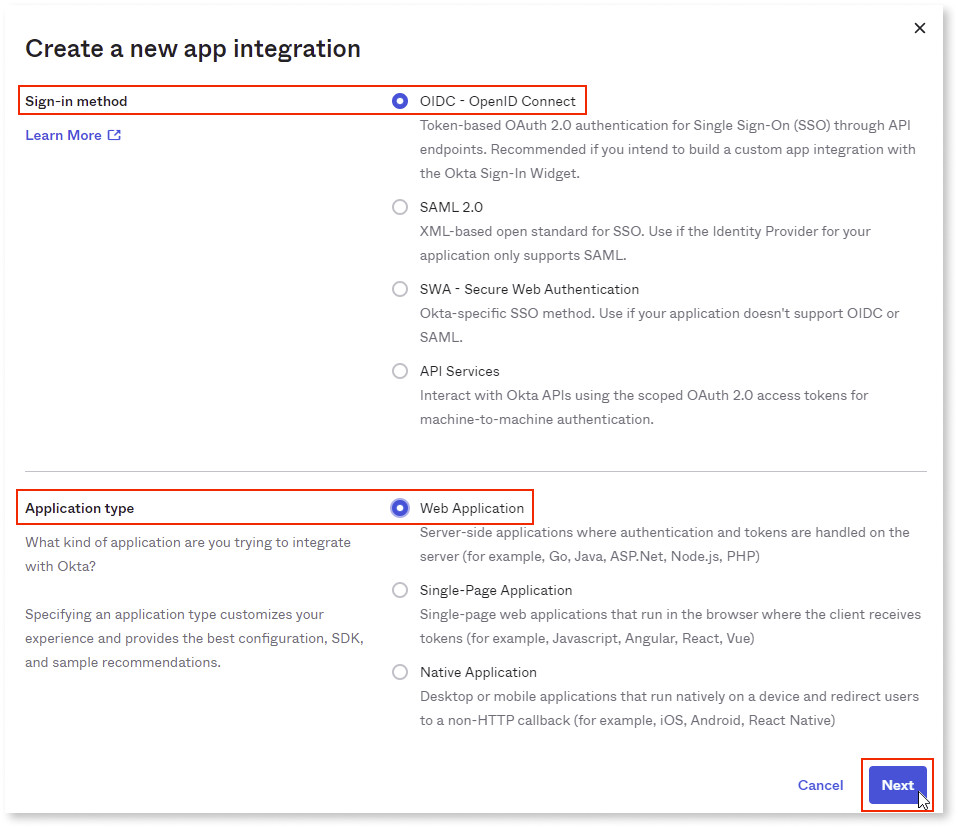 Create a new app integration
Sign-in method
OIDC - OpenID Connect
Learn More
Token-based OAuth 2.0 authentication for Single Sign-On (SSO) through API
endpoints. Recommended if you intend to build a custom app integration with
the Okta Sign-In Widget.
SAML 2.0
XML-based open standard for SSO. Use if the Identity Provider for your
application only supports SAML.
SWA - Secure Web Authentication
Okta-specific SSO method. Use if your application doesn't support OIDC or
SAML.
API Services
Interact with Okta APIs using the scoped OAuth 2.0 access tokens for
machine-to-machine authentication.
Application type
What kind of application are you trying to integrate
with Okta?
Specifying an application type customizes your
experience and provides the best configuration, SDK,
and sample recommendations.
Web Application
Server-side applications where authentication and tokens are handled on the
server (for example, Go, Java, ASP.Net, Node.js, PHP)
Single-Page Application
Single-page web applications that run in the browser where the client receives
tokens (for example, Javascript, Angular, React, Vue)
Native Application
Desktop or mobile applications that run natively on a device and redirect users
to a non-HTTP callback (for example, iOS, Android, React Native)
Cancel
Next